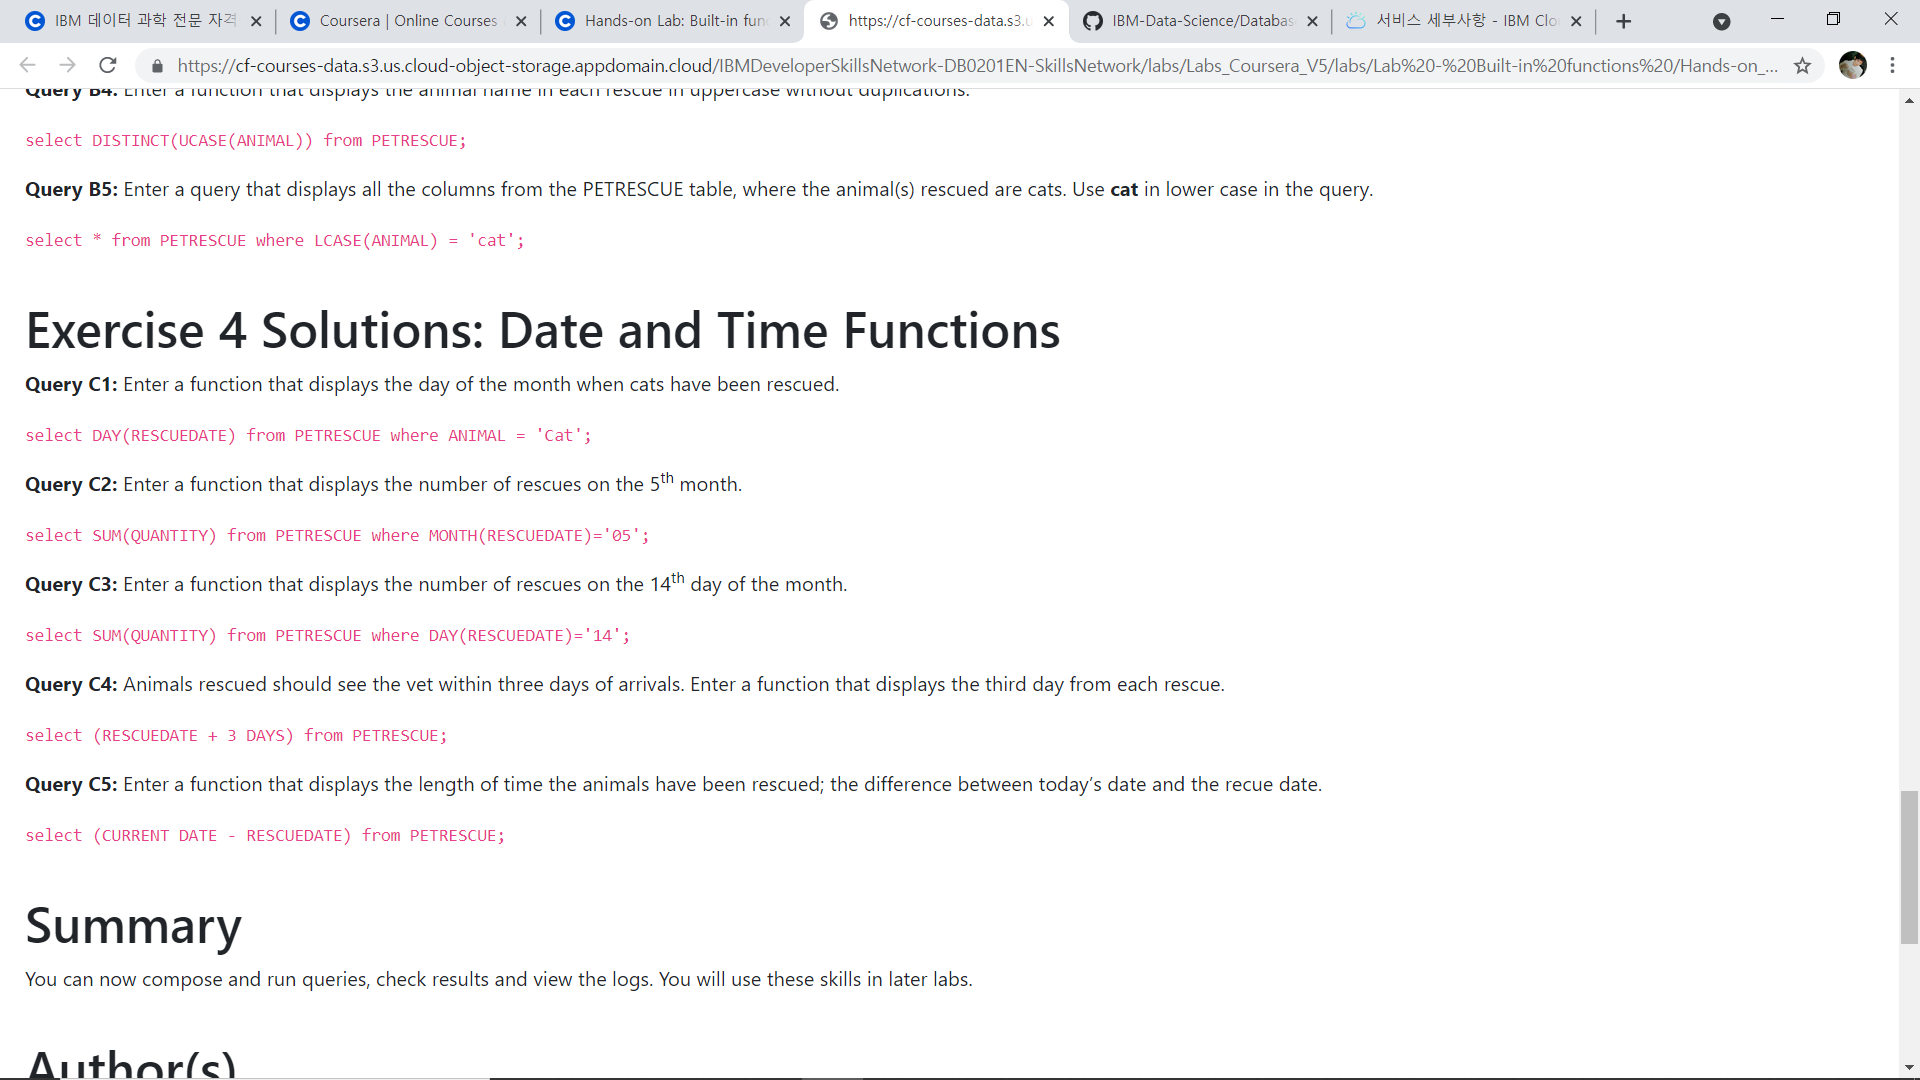 IBM 데이터 과학 전문 자격
Coursera | Online Courses
Hands-on Lab: Built-in fun
https://cf-courses-data.s3.u
IBM-Data-Science/Databas
서비스 세부사항 - IBM Clo
https://cf-courses-data.s3.us.cloud-object-storage.appdomain.cloud/IBMDeveloperSkillsNetwork-DB0201EN-SkillsNetwork/labs/Labs_Coursera_V5/labs/Lab%20-%20Built-in%20functions%20/Hands-on_...
Query B4: Enter a function that displays the animal name in each rescue in uppercase without duplications.
select DISTINCT(UCASE(ANIMAL)) from PETRESCUE;
Query B5: Enter a query that displays all the columns from the PETRESCUE table, where the animal(s) rescued are cats. Use cat in lower case in the query.
select * from PETRESCUE where LCASE(ANIMAL) = 'cat';
Exercise 4 Solutions: Date and Time Functions
Query C1: Enter a function that displays the day of the month when cats have been rescued.
select DAY(RESCUEDATE) from PETRESCUE where ANIMAL = 'Cat';
Query C2: Enter a function that displays the number of rescues on the 5th month.
select SUM(QUANTITY) from PETRESCUE where MONTH(RESCUEDATE)='05';
Query C3: Enter a function that displays the number of rescues on the 14th day of the month.
select SUM(QUANTITY) from PETRESCUE where DAY(RESCUEDATE)='14';
Query C4: Animals rescued should see the vet within three days of arrivals. Enter a function that displays the third day from each rescue.
select (RESCUEDATE + 3 DAYS) from PETRESCUE;
Query C5: Enter a function that displays the length of time the animals have been rescued; the difference between today’s date and the recue date.
select (CURRENT DATE - RESCUEDATE) from PETRESCUE;
Summary
You can now compose and run queries, check results and view the logs. You will use these skills in later labs.
Author(s)